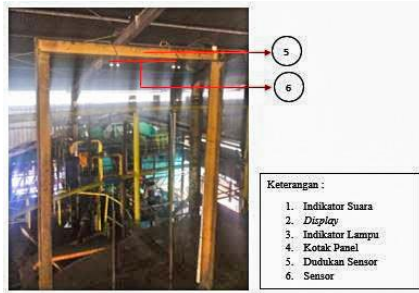 5
6
Keterangan :
1. Indikator Suara
2. Display
3. Indikator Lampu
4. Kotak Panel
5. Dudukan Sensor
6. Sensor